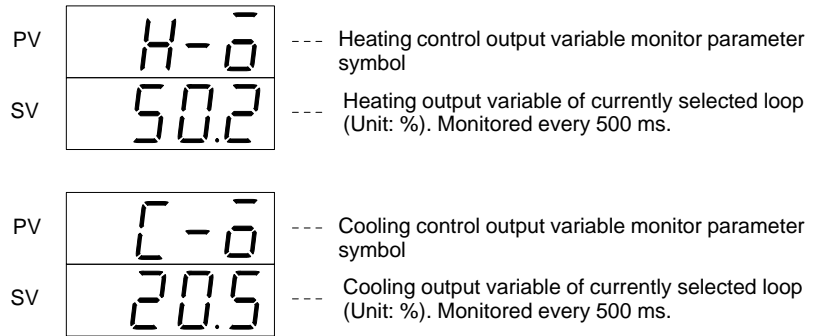 PV H-ō --- Heating control output variable monitor parameter
symbol
SV 50.2 --- Heating output variable of currently selected loop
(Unit: %). Monitored every 500 ms.
PV C-ō --- Cooling control output variable monitor parameter
symbol
SV 20.5 --- Cooling output variable of currently selected loop
(Unit: %). Monitored every 500 ms.